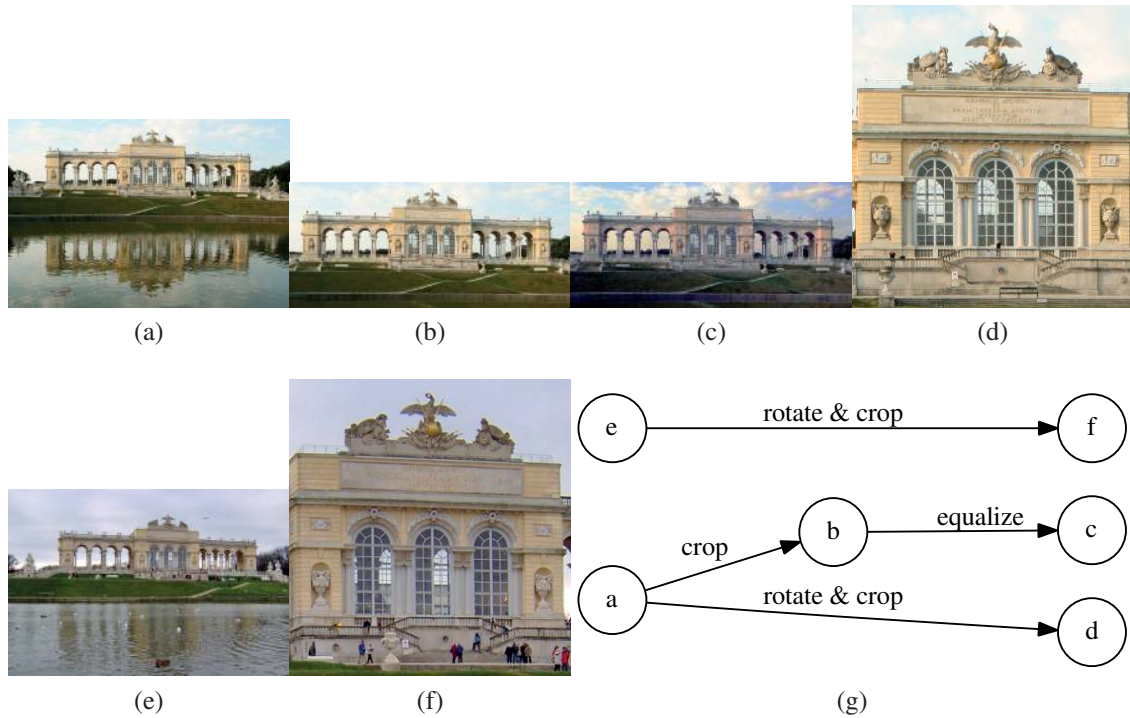 (a)
(b)
(c)
(d)
e
rotate & crop
f
crop
b
equalize
c
a
rotate & crop
d
(e)
(f)
(g)